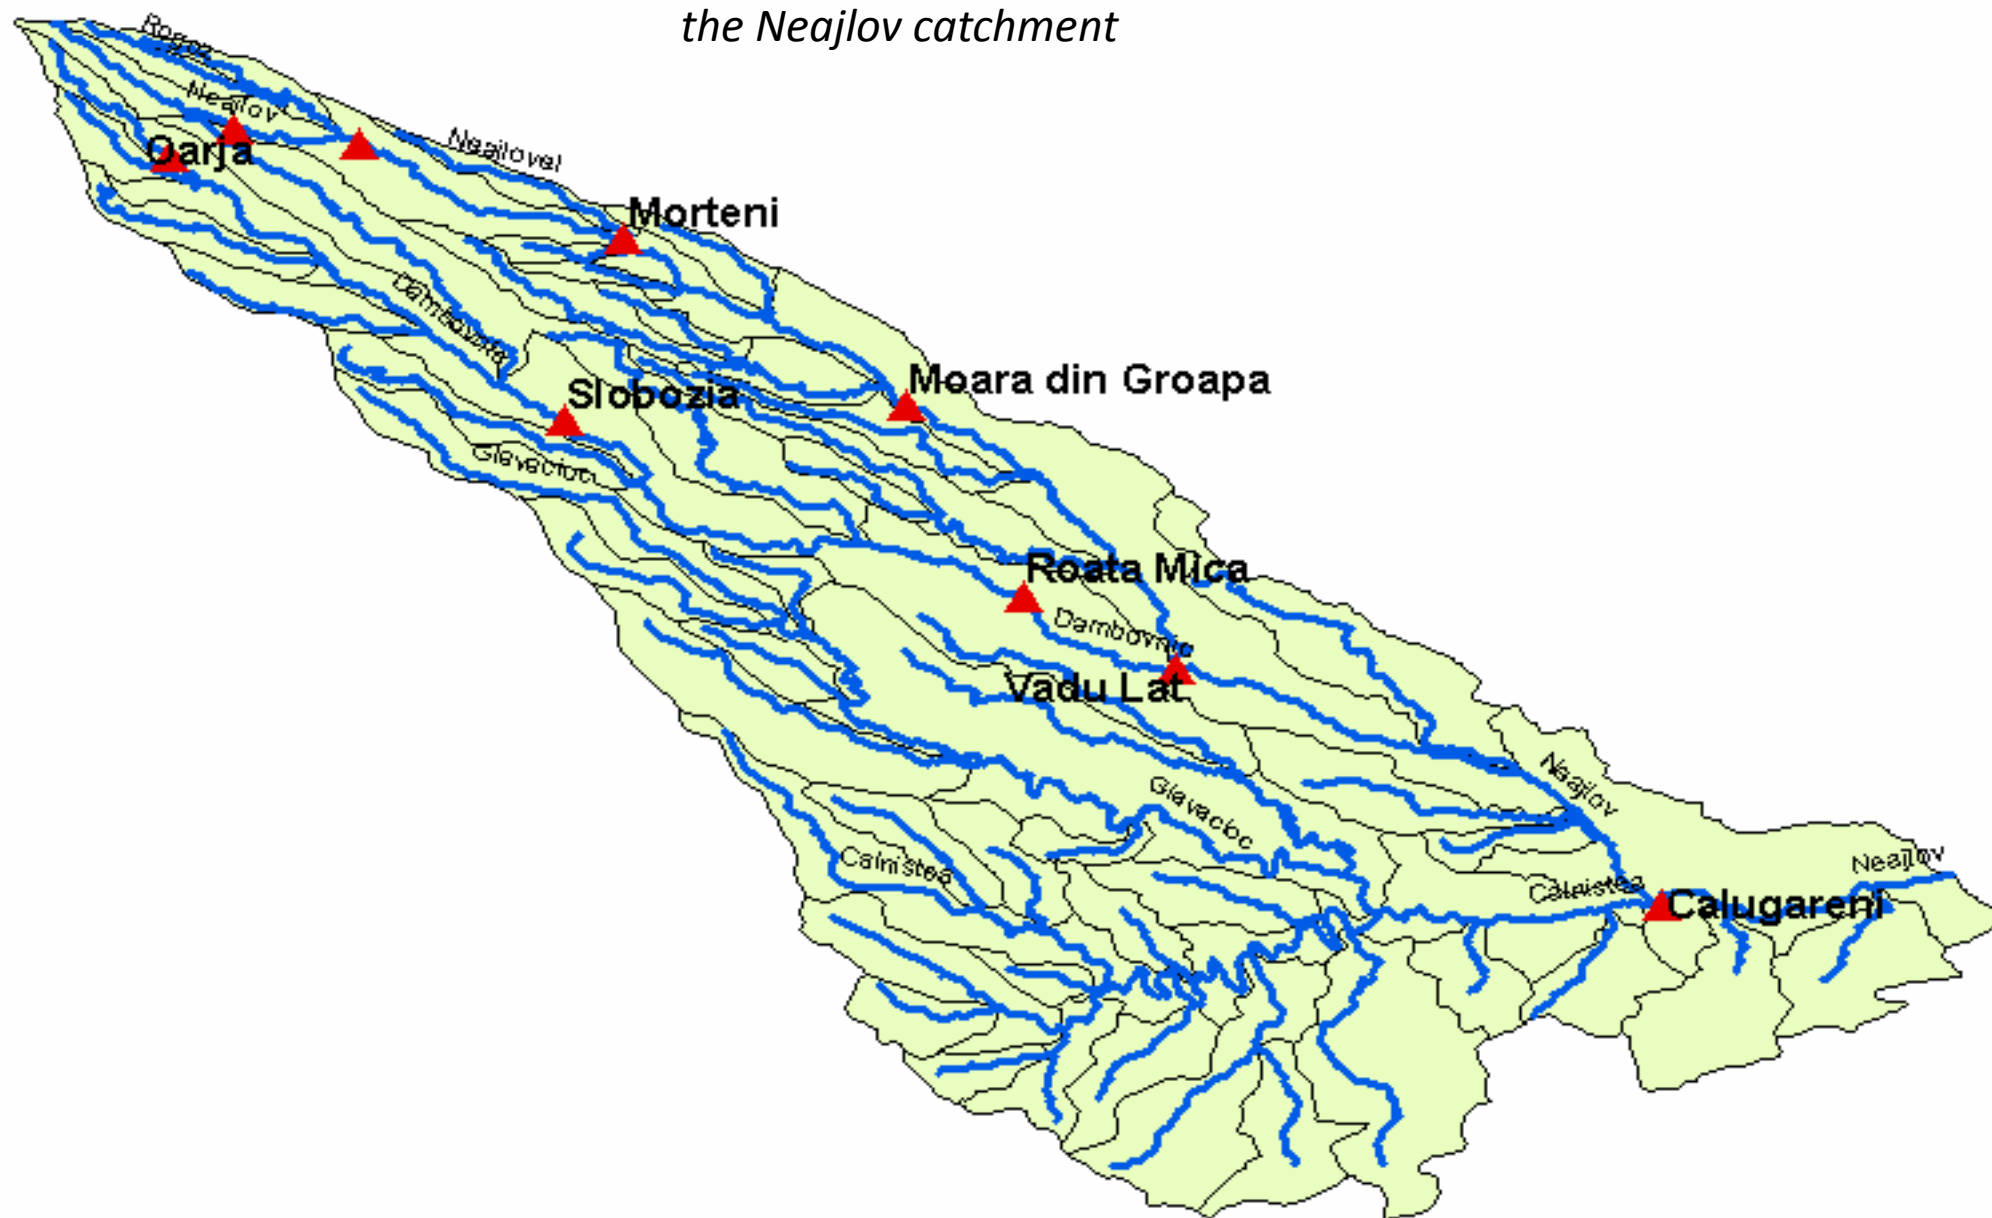 the Neajlov catchment
Neajlov
Oarja
Neajlovel
Morteni
Dambovnic
Moara din Groapa
Slobozia
Glavacioc
Roata Mica
Dambovnic
Vadu Lat
Neajlov
Glavacioc
Calnistea
Neajlov
Calnistea
Calugareni